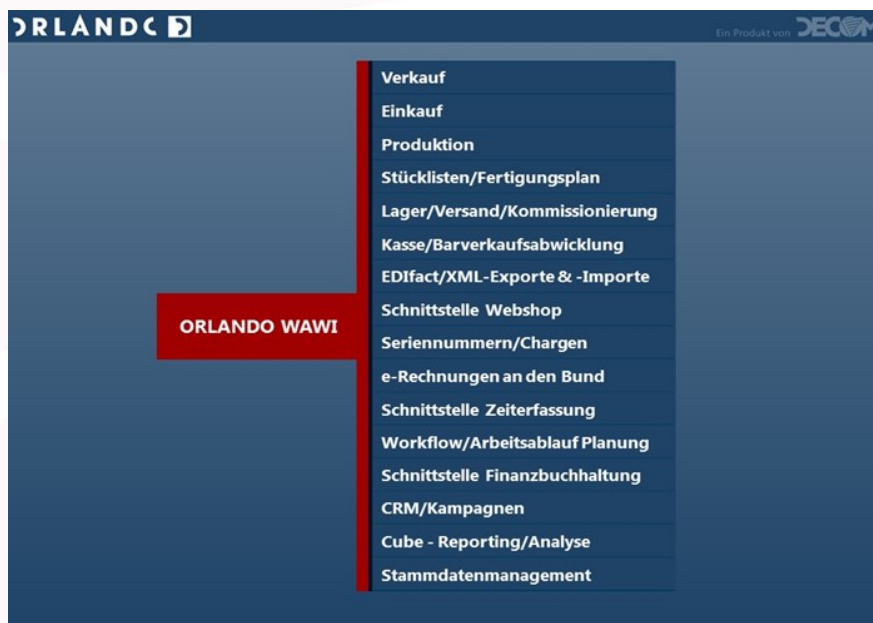 ORLANDO
Ein Produkt von DECOM
Verkauf
Einkauf
Produktion
Stücklisten/Fertigungsplan
Lager/Versand/Kommissionierung
Kasse/Barverkaufsabwicklung
EDIfact/XML-Exporte & -Importe
Schnittstelle Webshop
ORLANDO WAWI
Seriennummern/Chargen
e-Rechnungen an den Bund
Schnittstelle Zeiterfassung
Workflow/Arbeitsablauf Planung
Schnittstelle Finanzbuchhaltung
CRM/Kampagnen
Cube - Reporting/Analyse
Stammdatenmanagement